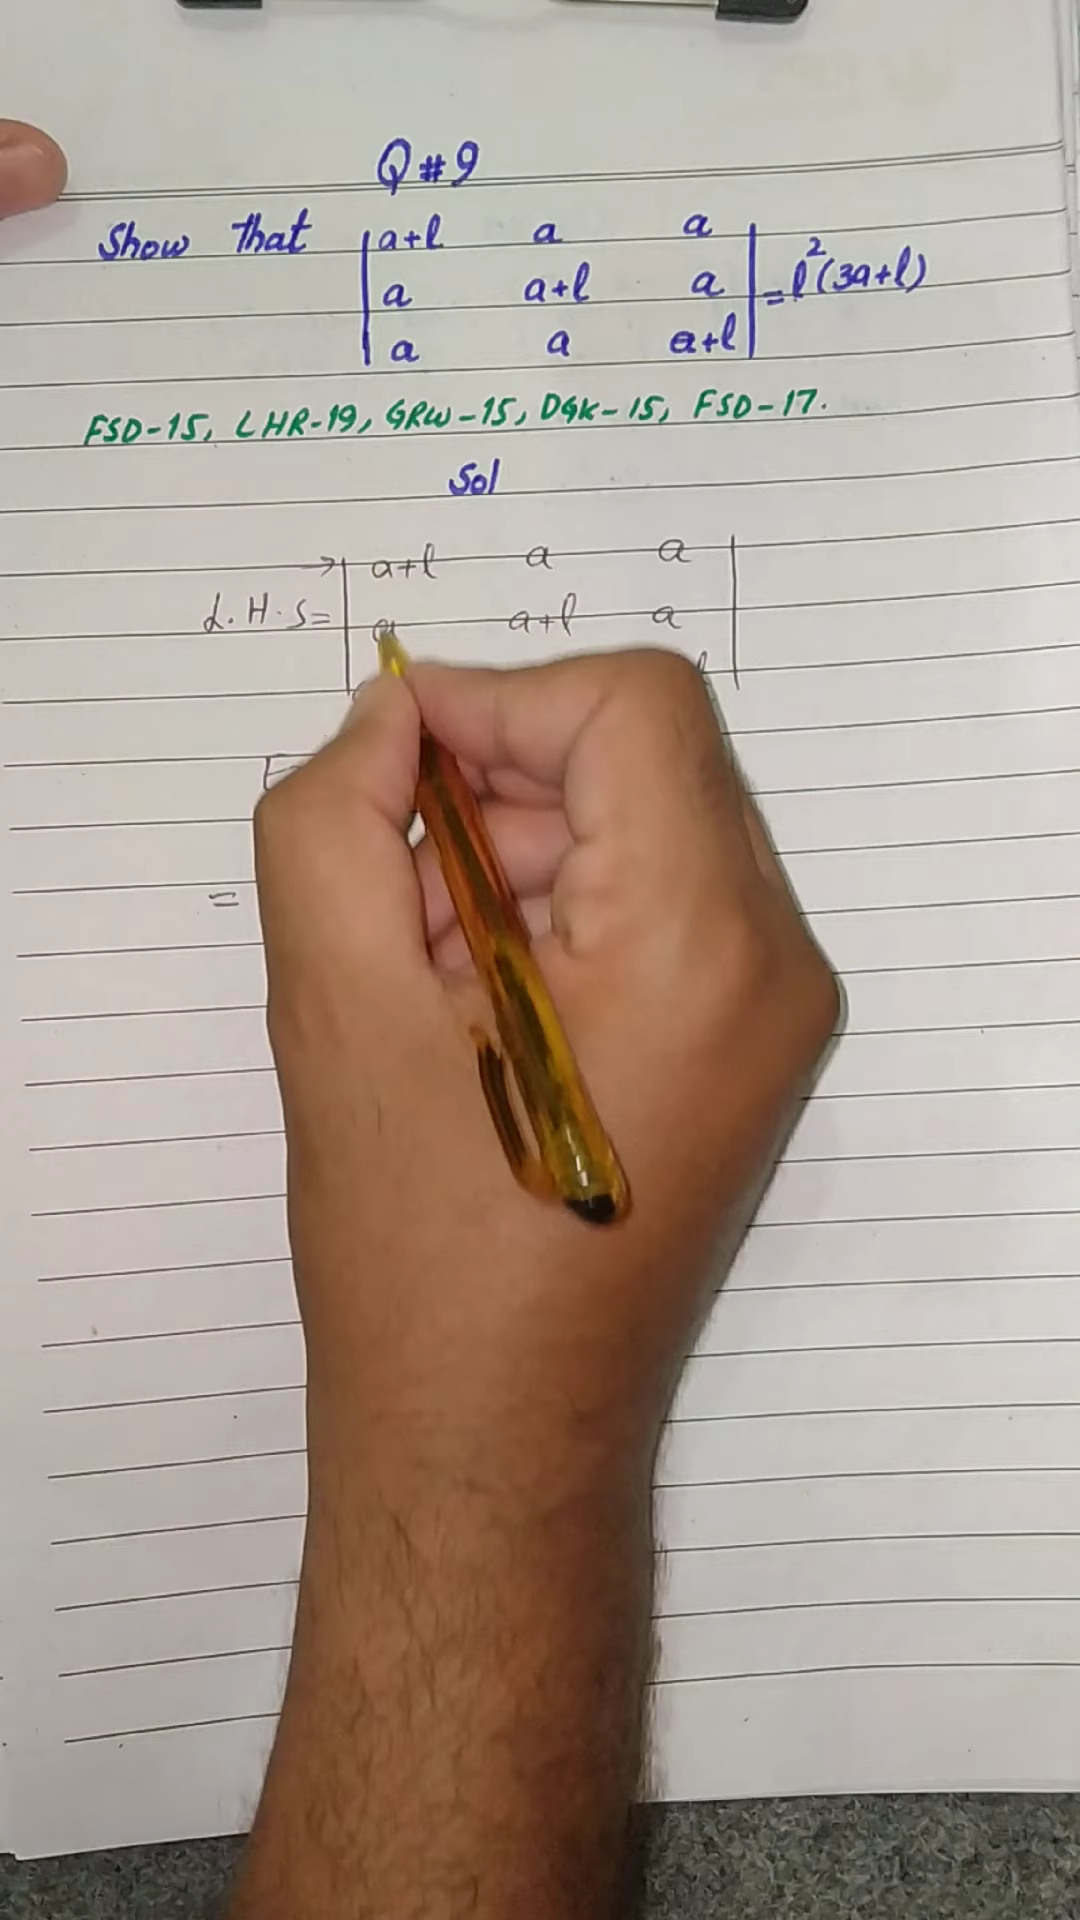 Q#9
Show that | a+l a a |
| a a+l a | = l²(3a+l)
| a a a+l |
FSD-15, LHR-19, GRW-15, DGK-15, FSD-17.
Sol
→ | a+l a a |
L.H.S= | a a+l a |
l
=